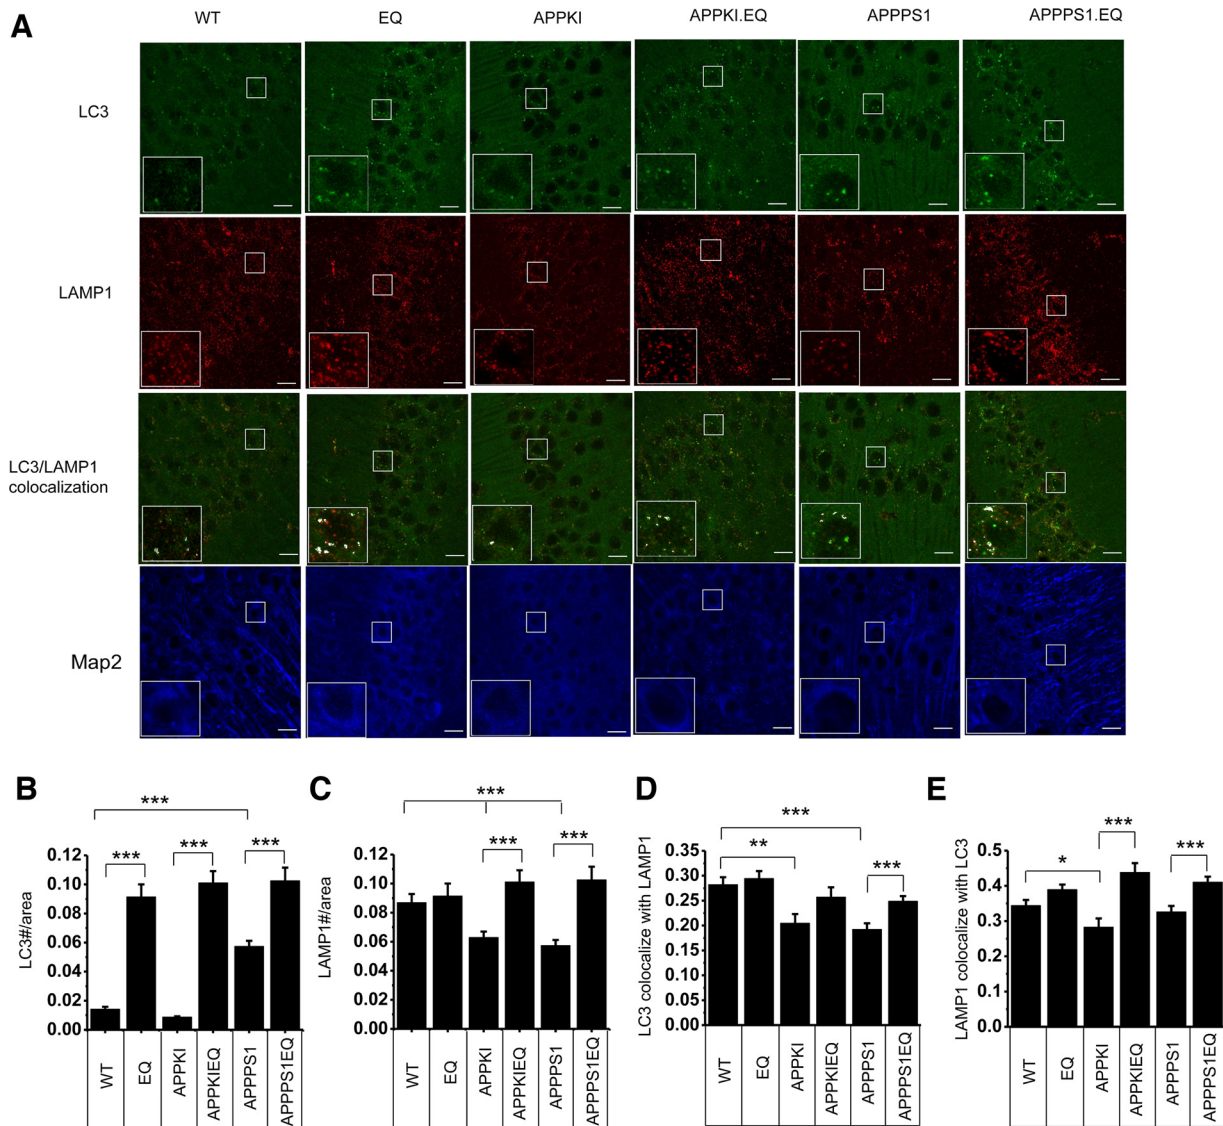 A
WT
EQ
APPKI
APPKI.EQ
APPPS1
APPPS1.EQ
LC3
LAMP1
LC3/LAMP1
colocalization
Map2
B
***
***
***
***
LC3#/area
0.12
0.10
0.08
0.06
0.04
0.02
0.00
WT
EQ
APPKI
APPKIEQ
APPPS1
APPPS1EQ
C
***
***
***
LAMP1#/area
0.12
0.10
0.08
0.06
0.04
0.02
0.00
WT
EQ
APPKI
APPKIEQ
APPPS1
APPPS1EQ
D
***
**
***
LC3 colocalize with LAMP1
0.35
0.30
0.25
0.20
0.15
0.10
0.05
0.00
WT
EQ
APPKI
APPKIEQ
APPPS1
APPPS1EQ
E
***
*
***
LAMP1 colocalize with LC3
0.5
0.4
0.3
0.2
0.1
0.0
WT
EQ
APPKI
APPKIEQ
APPPS1
APPPS1EQ